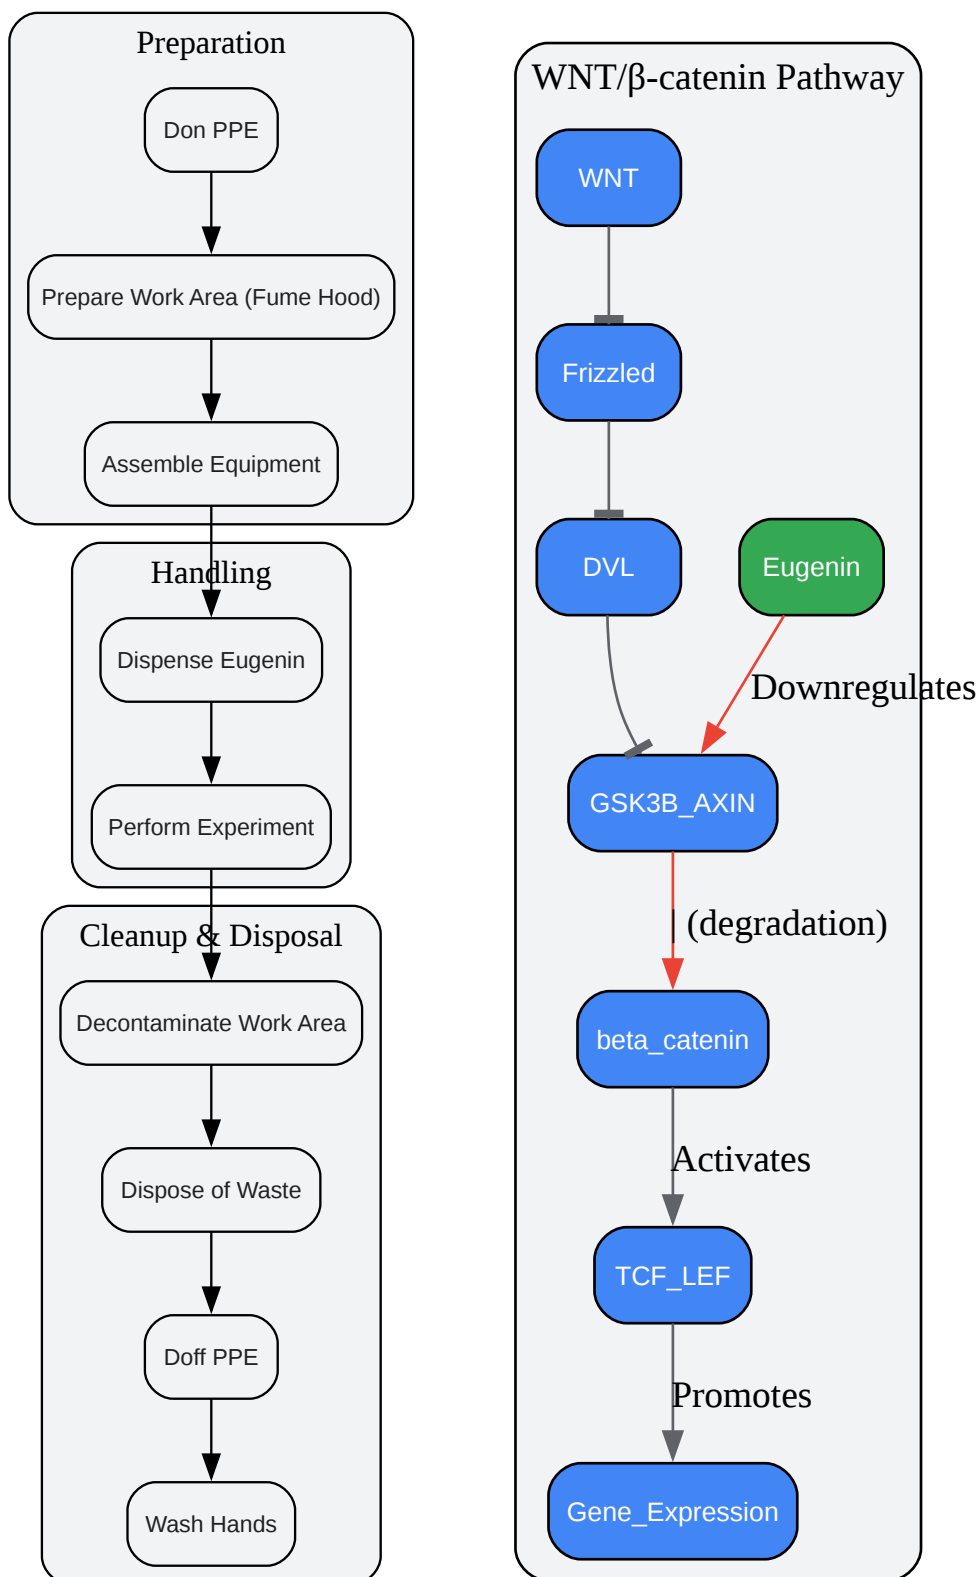 Preparation
Don PPE
Prepare Work Area (Fume Hood)
Assemble Equipment
Handling
Dispense Eugenin
Perform Experiment
Cleanup & Disposal
Decontaminate Work Area
Dispose of Waste
Doff PPE
Wash Hands
WNT/β-catenin Pathway
WNT
Frizzled
DVL
Eugenin
Downregulates
GSK3B_AXIN
| (degradation)
beta_catenin
Activates
TCF_LEF
Promotes
Gene_Expression